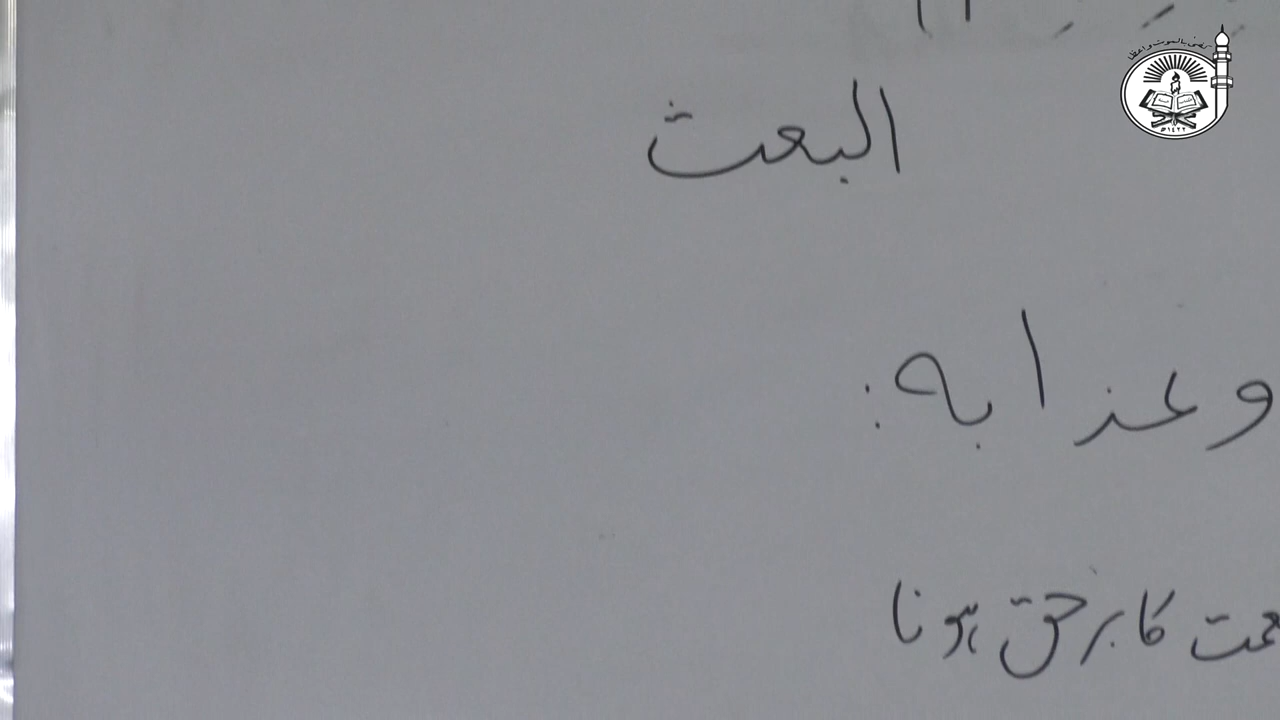 البعث
وعذابه:
کا برحق ہونا